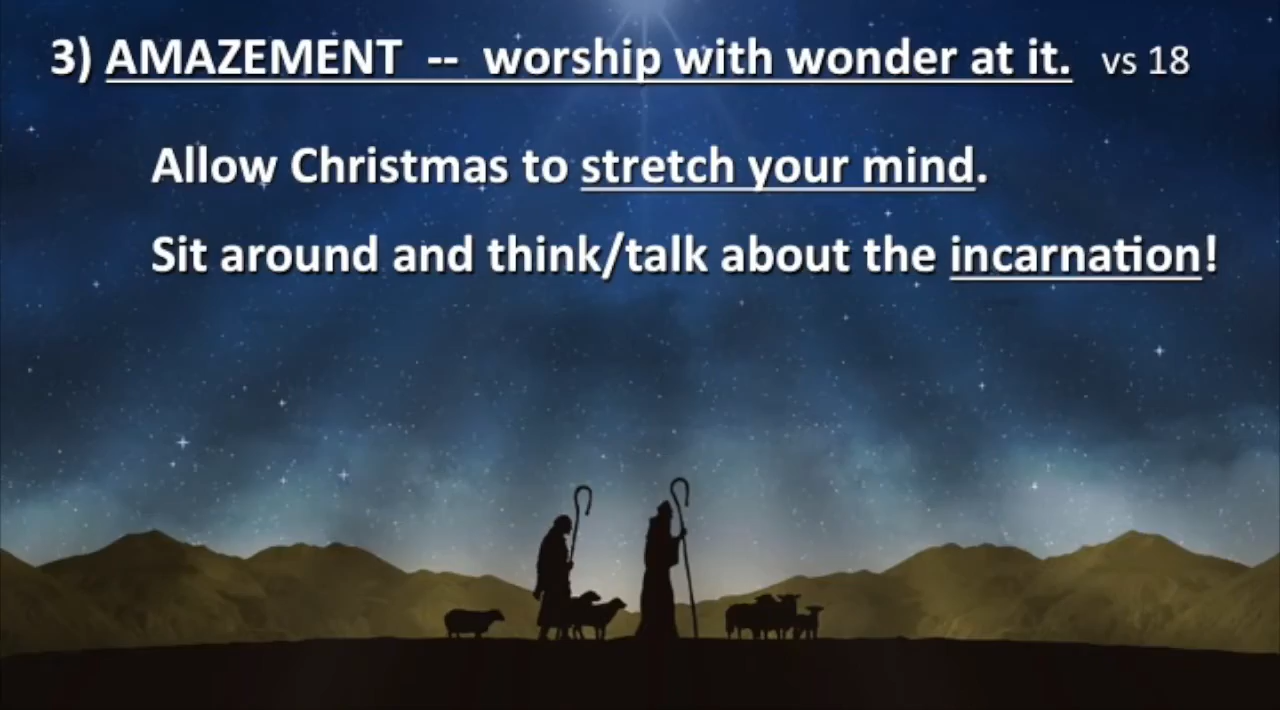 3) AMAZEMENT -- worship with wonder at it. vs 18
Allow Christmas to stretch your mind.
Sit around and think/talk about the incarnation!